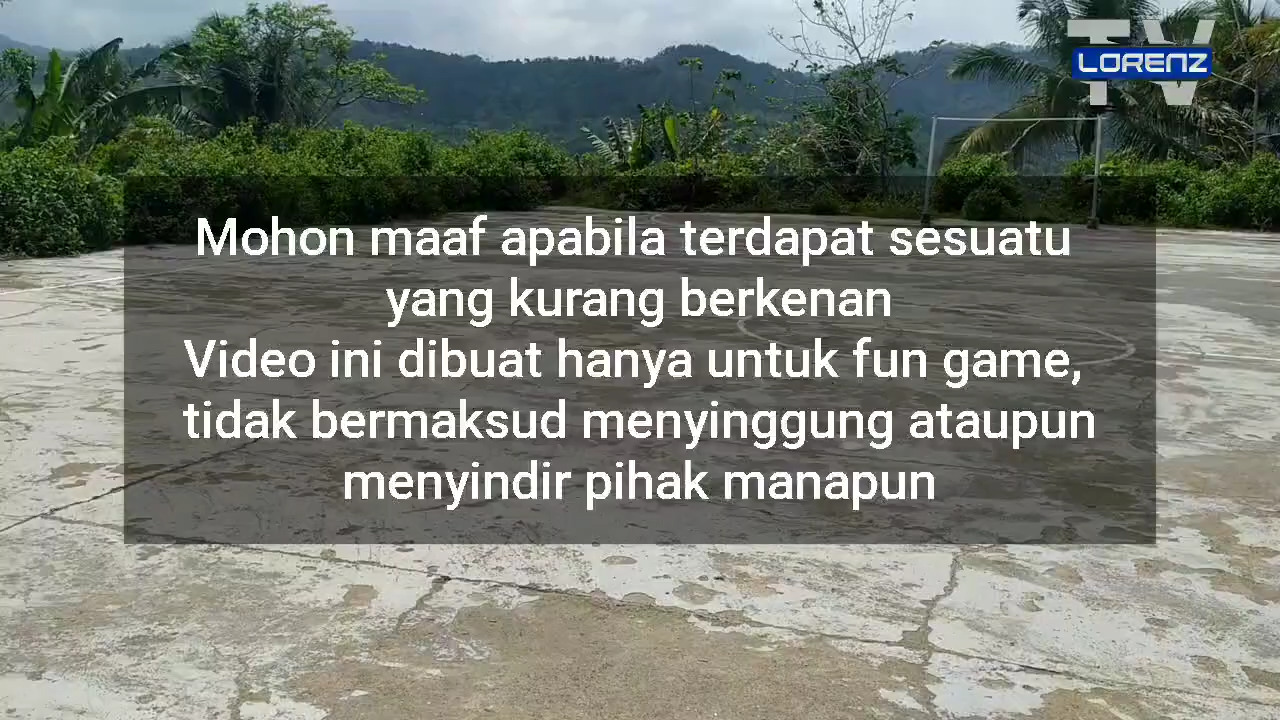 TV
LORENZ
Mohon maaf apabila terdapat sesuatu
yang kurang berkenan
Video ini dibuat hanya untuk fun game,
tidak bermaksud menyinggung ataupun
menyindir pihak manapun